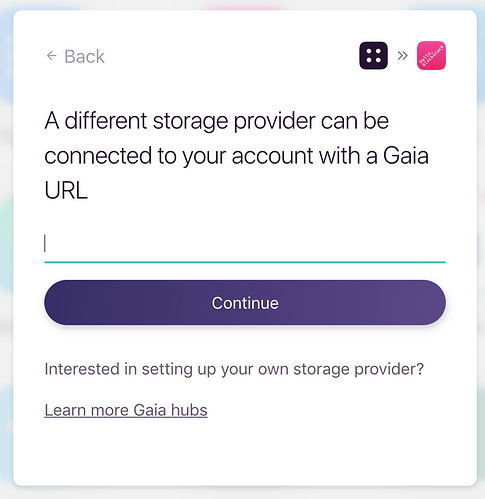 Back
A different storage provider can be
connected to your account with a Gaia
URL
Continue
Interested in setting up your own storage provider?
Learn more Gaia hubs